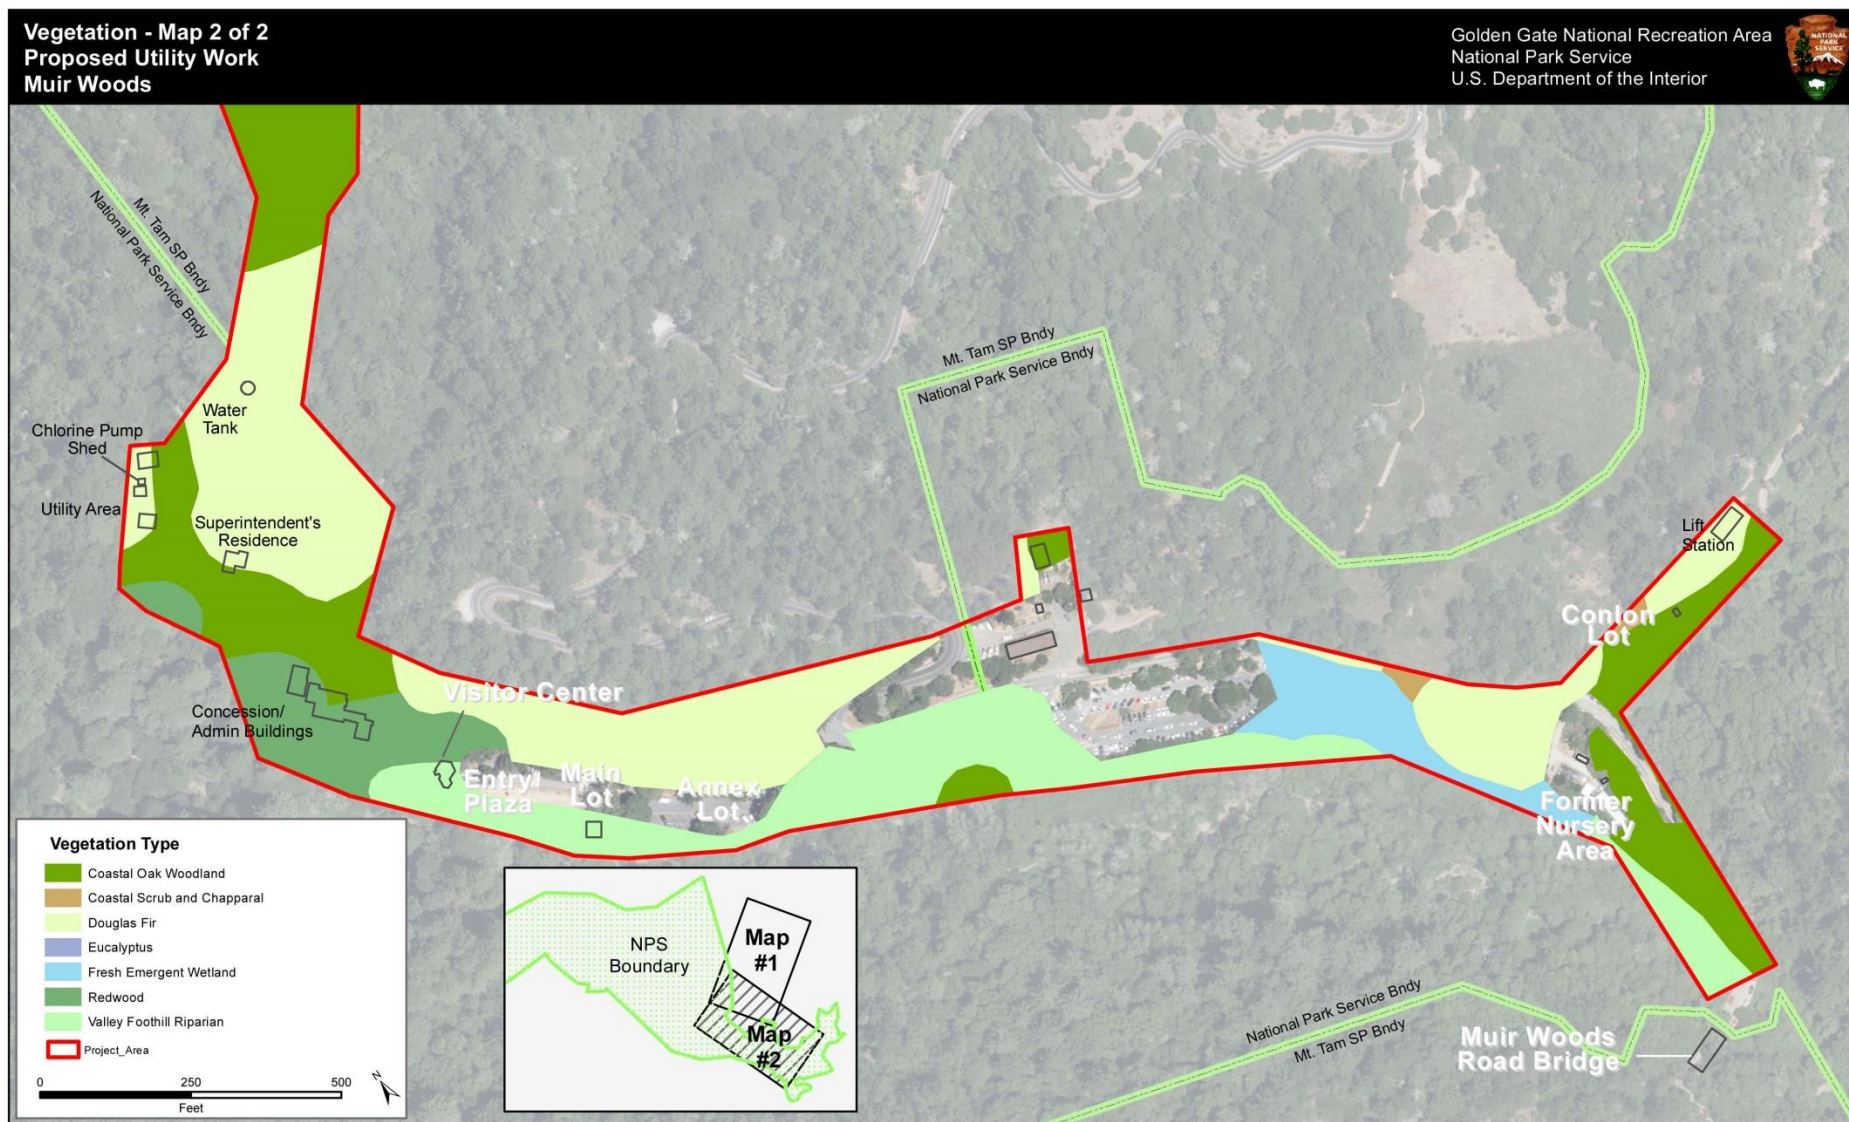 Vegetation - Map 2 of 2
Proposed Utility Work
Muir Woods
Golden Gate National Recreation Area
National Park Service
U.S. Department of the Interior
NATIONAL
PARK
SERVICE
Mt. Tam SP Bndy
National Park Service Bndy
Mt. Tam SP Bndy
National Park Service Bndy
Water
Tank
Chlorine Pump
Shed
Utility Area
Superintendent's
Residence
Lift
Station
Conlon
Lot
Visitor Center
Concession/
Admin Buildings
Entry/
Plaza
Main
Lot
Annex
Lot
Former
Nursery
Area
National Park Service Bndy
Mt. Tam SP Bndy
Muir Woods
Road Bridge
Vegetation Type
Coastal Oak Woodland
Coastal Scrub and Chapparal
Douglas Fir
Eucalyptus
Fresh Emergent Wetland
Redwood
Valley Foothill Riparian
Project_Area
0 250 500
Feet
N
NPS
Boundary
Map
#1
Map
#2